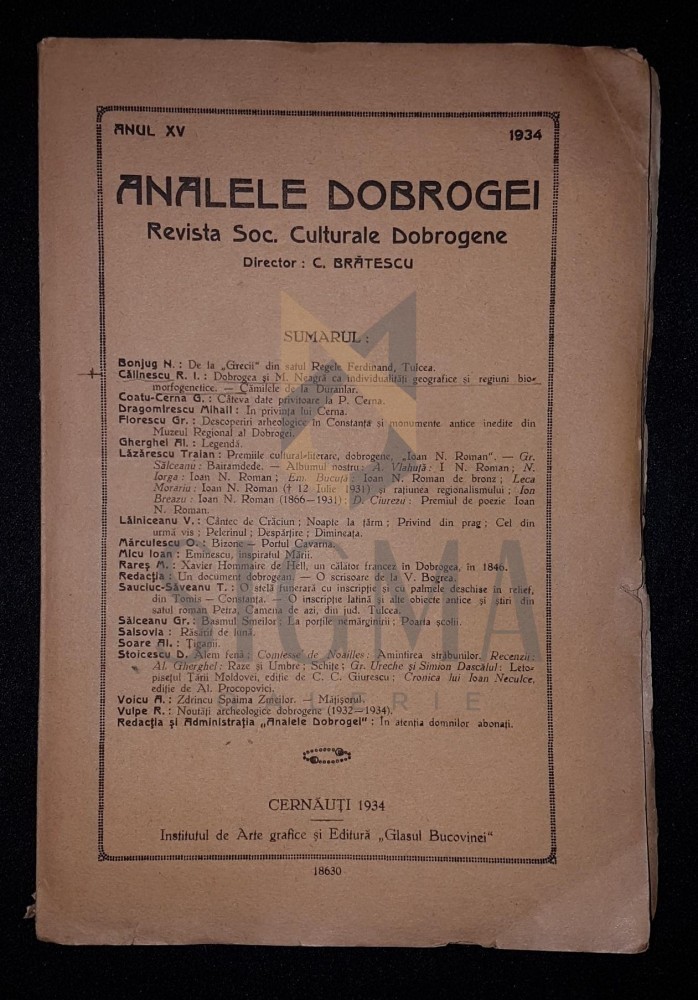 ANUL XV 1934
ANALELE DOBROGEI
Revista Soc. Culturale Dobrogene
Director : C. BRĂTESCU
SUMARUL :
Bonjug N. : De la „Grecii" din satul Regele Ferdinand, Tulcea.
Călinescu R. I. : Dobrogea și M. Neagră ca individualități geografice și regiuni bio-
morfogenetice. — Cămilele de la Duranlar.
Coatu-Cerna G. : Câteva date privitoare la P. Cerna.
Dragomirescu Mihail : In privința lui Cerna.
Florescu Gr. : Descoperiri arheologice în Constanța și monumente antice inedite din
Muzeul Regional al Dobrogei.
Gherghel Al. : Legendă.
Lăzărescu Traian : Premiile cultural-literare, dobrogene, „Ioan N. Roman". — Gr.
Sălceanu : Bairamdede. — Albumul nostru : A. Vlahuță : I N. Roman ; N.
Iorga : Ioan N. Roman ; Em. Bucuța : Ioan N. Roman de bronz ; Leca
Morariu : Ioan N. Roman († 12 Iulie 1931) și rațiunea regionalismului ; Ion
Breazu : Ioan N. Roman (1866—1931) ; D. Ciurezu : Premiul de poezie Ioan
N. Roman.
Lăiniceanu V. : Cântec de Crăciun ; Noapte la țărm ; Privind din prag ; Cel din
urmă vis ; Pelerinul ; Despărțire ; Dimineața.
Mărculescu O. : Bizone — Portul Cavarna.
Micu Ioan : Eminescu, inspiratul Mării.
Rareș M. : Xavier Hommaire de Hell, un călător francez în Dobrogea, în 1846.
Redacția : Un document dobrogean. — O scrisoare de la V. Bogrea.
Sauciuc-Săveanu T. : O stelă funerară cu inscripție și cu palmele deschise în relief,
din Tomis — Constanța. — O inscripție latină și alte obiecte antice și știri din
satul roman Petra, Camena de azi, din jud. Tulcea.
Sălceanu Gr. : Basmul Smeilor ; La porțile nemărginirii ; Poarta școlii.
Salsovia : Răsărit de lună.
Soare Al. : Țiganii.
Stoicescu D. Alem fenă ; Comtesse de Noailles : Amintirea străbunilor. Recenzii :
Al. Gherghel : Raze și Umbre ; Schițe ; Gr. Ureche și Simion Dascălul : Leto-
pisețul Țării Moldovei, ediție de C. C. Giurescu ; Cronica lui Ioan Neculce,
ediție de Al. Procopovici.
Voicu A. : Zdrincu Spaima Zmeilor. — Mățișorul.
Vulpe R. : Noutăți archeologice dobrogene (1932—1934).
Redacția și Administrația „Analele Dobrogei" : In atenția domnilor abonați.
CERNĂUȚI 1934
Institutul de Arte grafice și Editură „Glasul Bucovinei"
18630